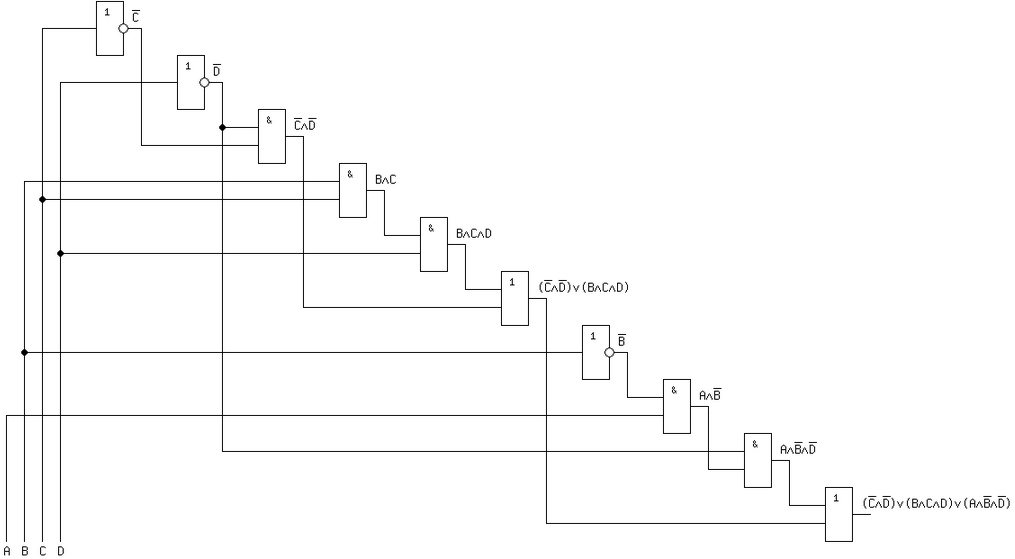 1
C̅
1
D̅
&
C̅∧D̅
&
B∧C
&
B∧C∧D
1
(C̅∧D̅)∨(B∧C∧D)
1
B̅
&
A∧B̅
&
A∧B̅∧D̅
1
(C̅∧D̅)∨(B∧C∧D)∨(A∧B̅∧D̅)
A B C D